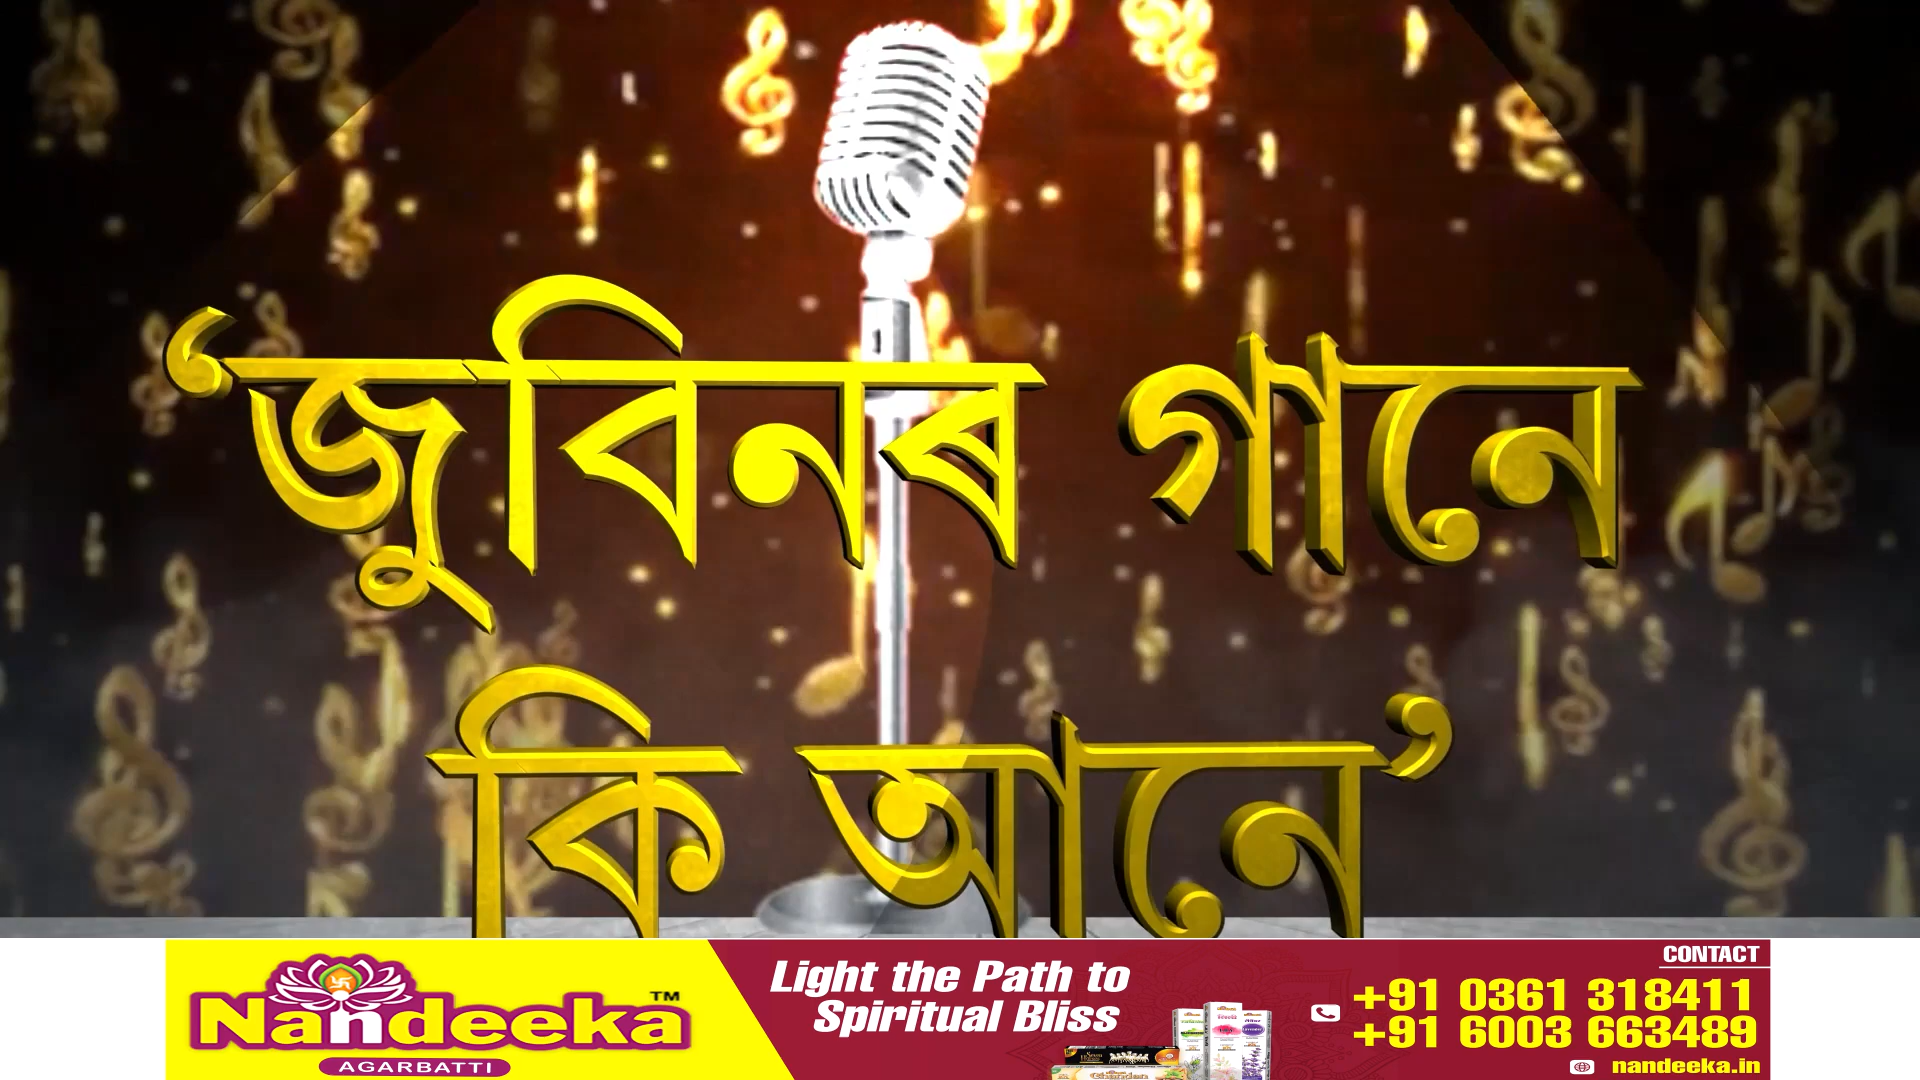 ‘জুবিনৰ গানে
কি আনে’
Nandeeka™
AGARBATTI
Light the Path to
Spiritual Bliss
CONTACT
+91 0361 318411
+91 6003 663489
nandeeka.in